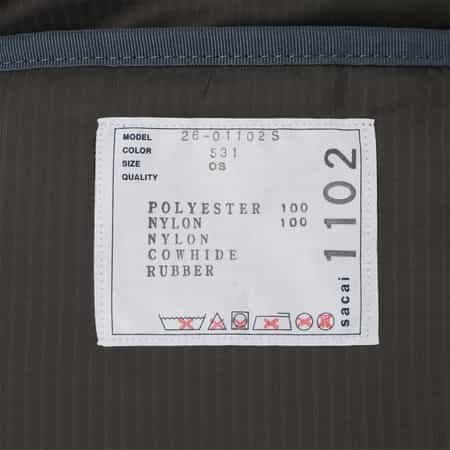 MODEL 26-01102S
COLOR 531
SIZE OS
QUALITY
POLYESTER 100
NYLON 100
NYLON
COWHIDE
RUBBER
sacai 1102